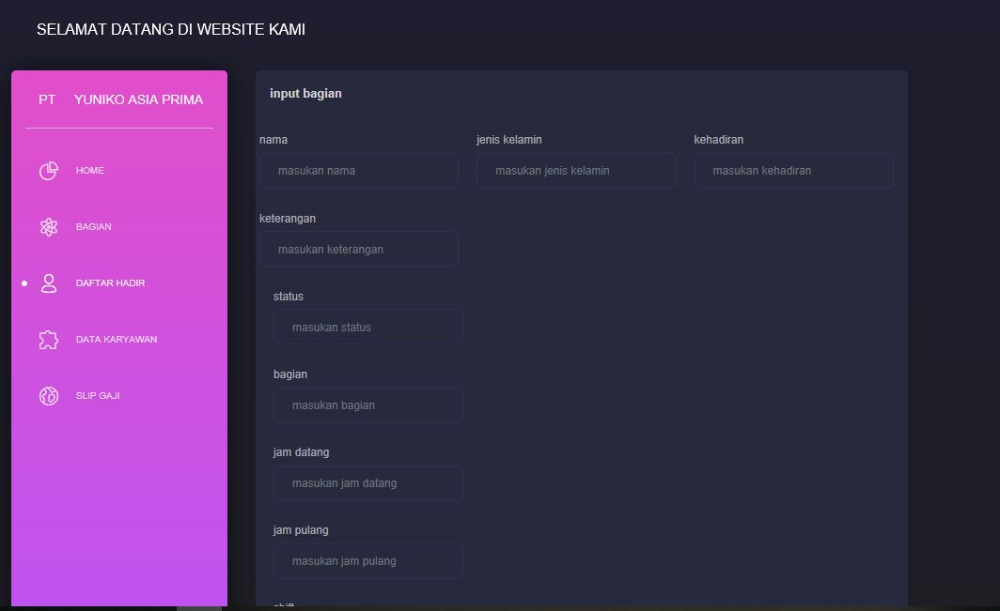 SELAMAT DATANG DI WEBSITE KAMI
PT YUNIKO ASIA PRIMA
HOME
BAGIAN
DAFTAR HADIR
DATA KARYAWAN
SLIP GAJI
input bagian
nama jenis kelamin kehadiran
masukan nama masukan jenis kelamin masukan kehadiran
keterangan
masukan keterangan
status
masukan status
bagian
masukan bagian
jam datang
masukan jam datang
jam pulang
masukan jam pulang